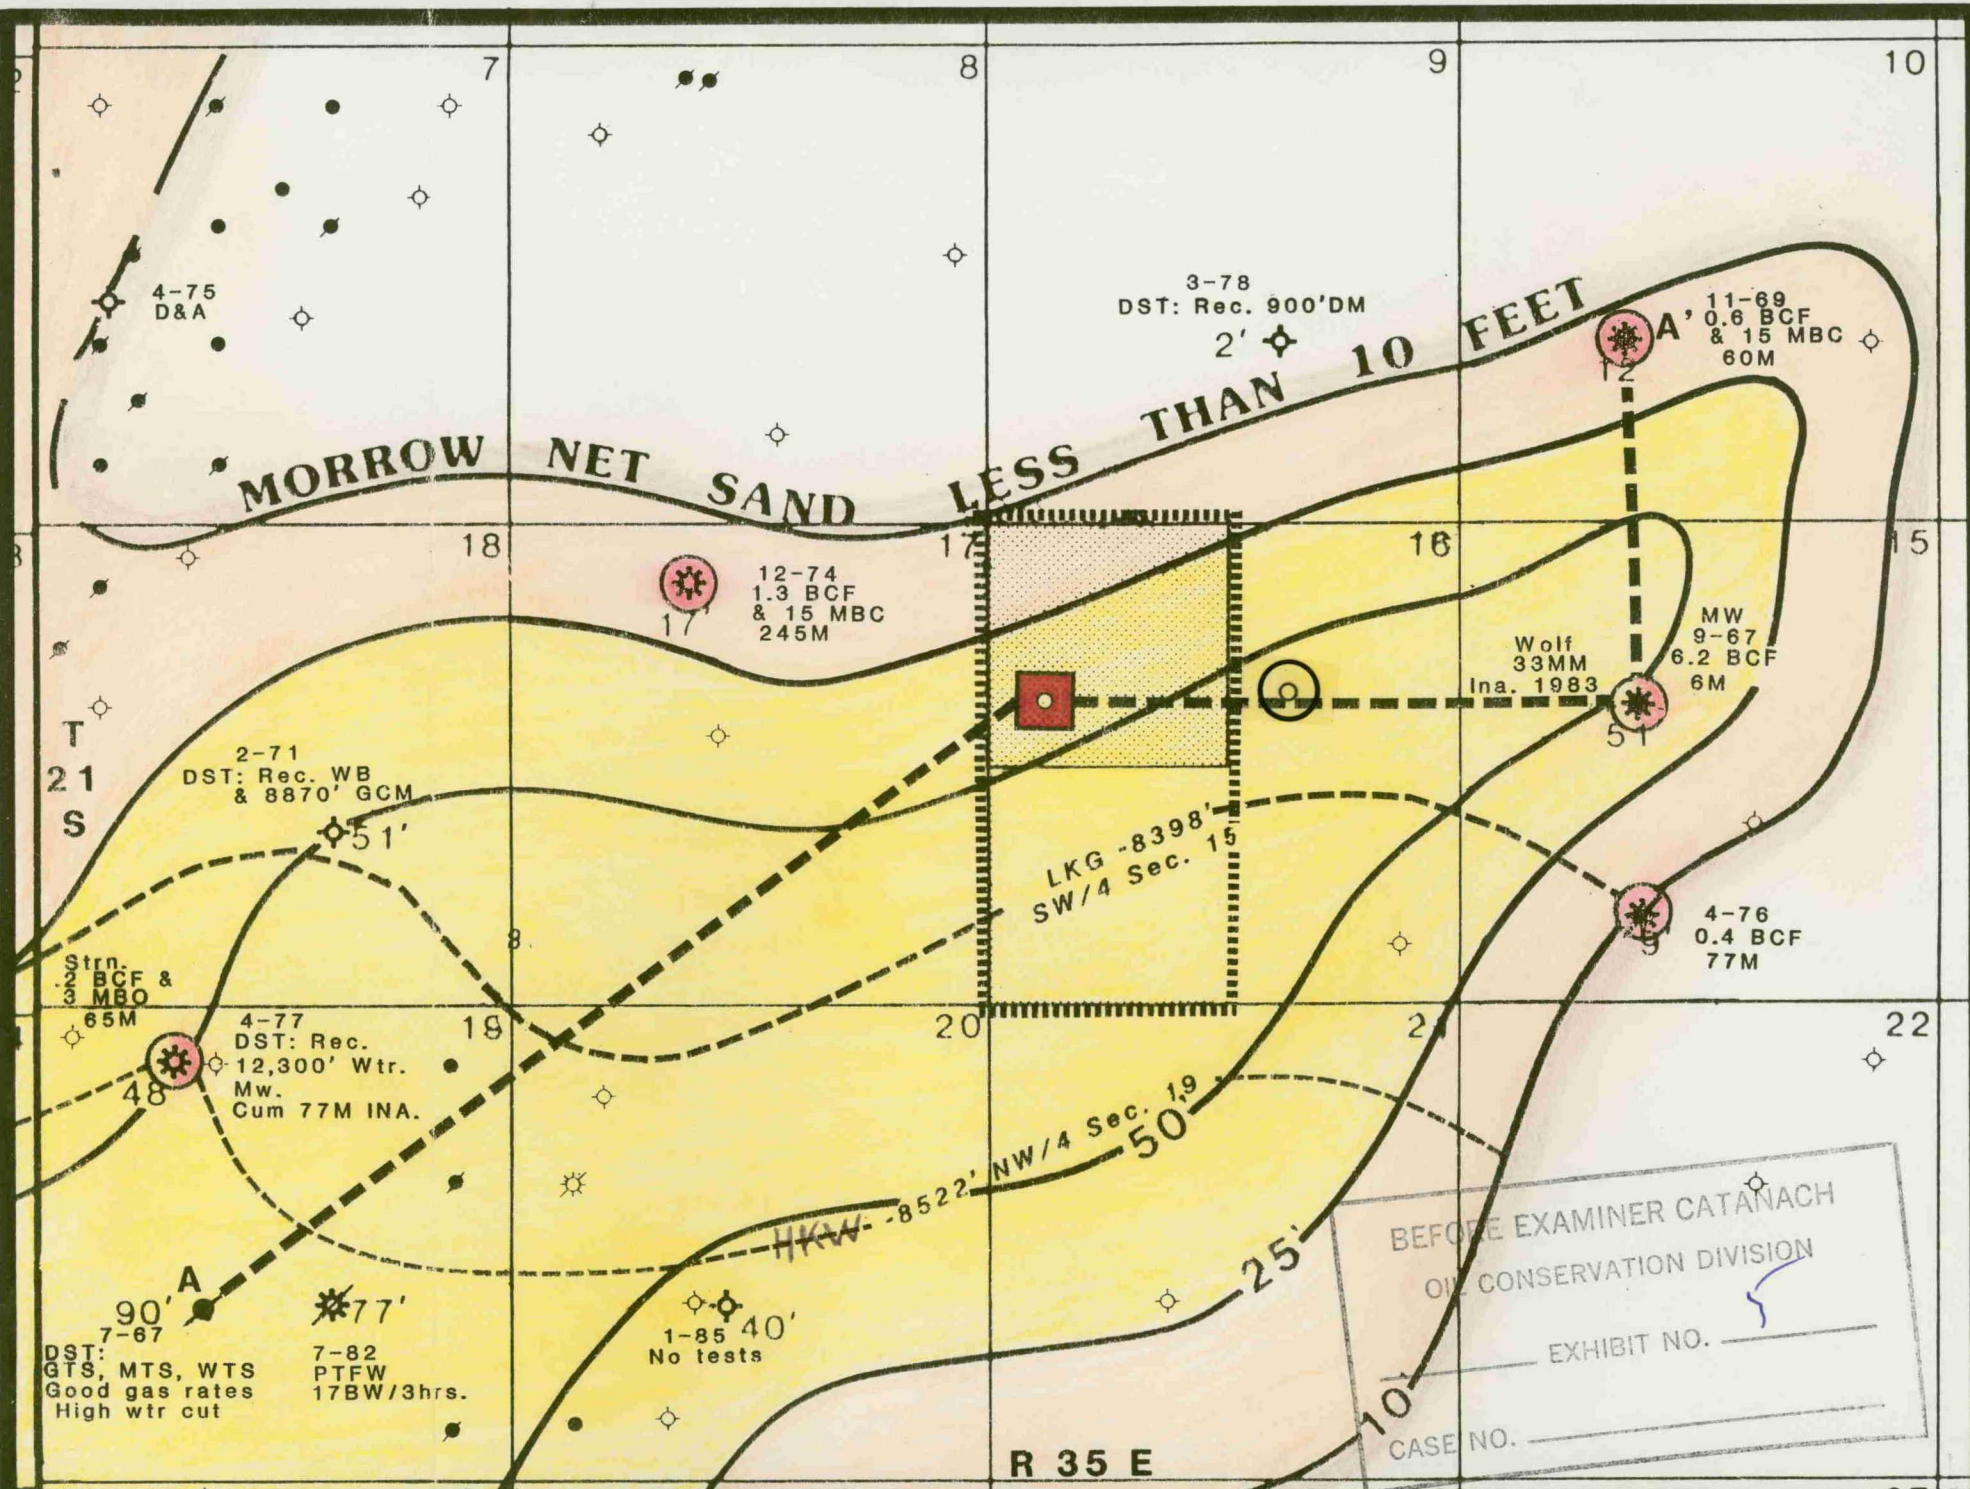 7
8
9
10
4-75
D&A
3-78
DST: Rec. 900'DM
2'
MORROW NET SAND LESS THAN 10 FEET
A'
11-69
0.6 BCF
& 15 MBC
60M
12
18
17
16
15
12-74
1.3 BCF
& 15 MBC
245M
17'
Wolf
33MM
Ina. 1983
MW
9-67
6.2 BCF
6M
51
T
21
S
2-71
DST: Rec. WB
& 8870' GCM
51'
LKG -8398'
SW/4 Sec. 15
4-76
0.4 BCF
77M
9'
Strn.
.2 BCF &
3 MBO
65M
19
20
21
22
4-77
DST: Rec.
12,300' Wtr.
Mw.
Cum 77M INA.
48
HKW -8522' NW/4 Sec. 19
50
25'
10'
A
90'
7-67
DST:
GTS, MTS, WTS
Good gas rates
High wtr cut
77'
7-82
PTFW
17BW/3hrs.
40'
1-85
No tests
R 35 E
BEFORE EXAMINER CATANACH
OIL CONSERVATION DIVISION
EXHIBIT NO. 5
CASE NO.